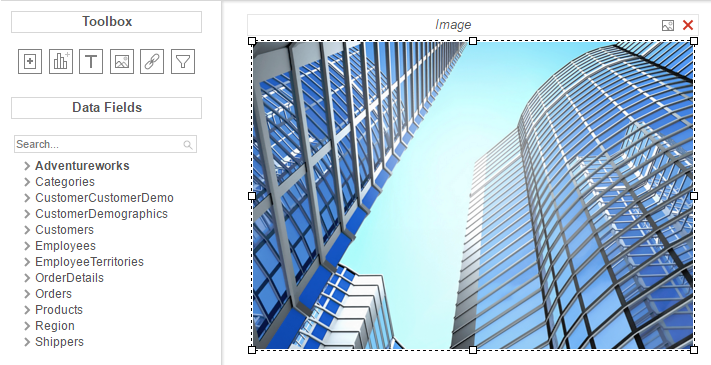 Toolbox
Image
T
Data Fields
Search...
Adventureworks
Categories
CustomerCustomerDemo
CustomerDemographics
Customers
Employees
EmployeeTerritories
OrderDetails
Orders
Products
Region
Shippers